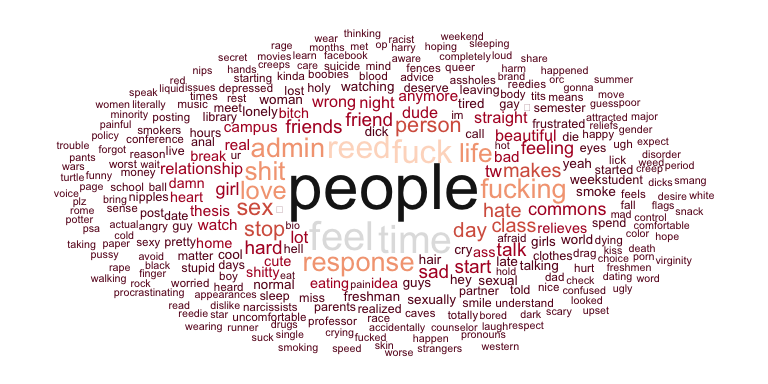 thinking
wear racist weekend
rage months met op harry hoping sleeping
secret movies learn facebook aware completely loud share
nips hands creeps care suicide mind fences queer harm happened
red starting kinda boobies blood advice assholes brand orc summer
speak liquid issues depressed lost holy watching deserve leaving reedies gonna
times rest woman wrong night anymore tired body tits means move
women literally music meet lonely bitch friend dude im gay semester guess poor
minority posting library campus friends dick person straight frustrated attracted major
painful smokers hours real admin reed fuck life call beautiful die happy reliefs gender
policy conference anal break ur hot bad feeling eyes ugh expect
trouble forgot reason live relationship shit tw makes yeah lick weed disorder
pants worst wait damn love people fucking started creep period
wars funny money girl week student dicks smang
turtle school ball heart sex hate commons smoke feels desire white
voice page bring nipples thesis bio fall flags snack
plz sense post date stop feel time day class relieves spend mad control
rome actual angry guy watch lot afraid girls world dying comfortable
potter cold pretty home hard hell cry ass talk clothes drag kiss color hope
psa taking paper sexy matter cool cute response hair late talking hurt risky death
pussy avoid days shitty eat sad start hold choice porn virginity
rape black stupid boy normal eating pain idea guys hey sexual nice dad freshmen
walking finger worried heard sleep miss freshman sexually partner told check dating word
rock appearances parents realized smile understand confused ugly
procrastinating read dislike narcissists race caves totally bored dark scary looked
reedie star uncomfortable professor accidentally counselor laugh respect upset
wearing runner drugs crying fucked happen pronouns
suck single skin
smoking speed worse strangers western